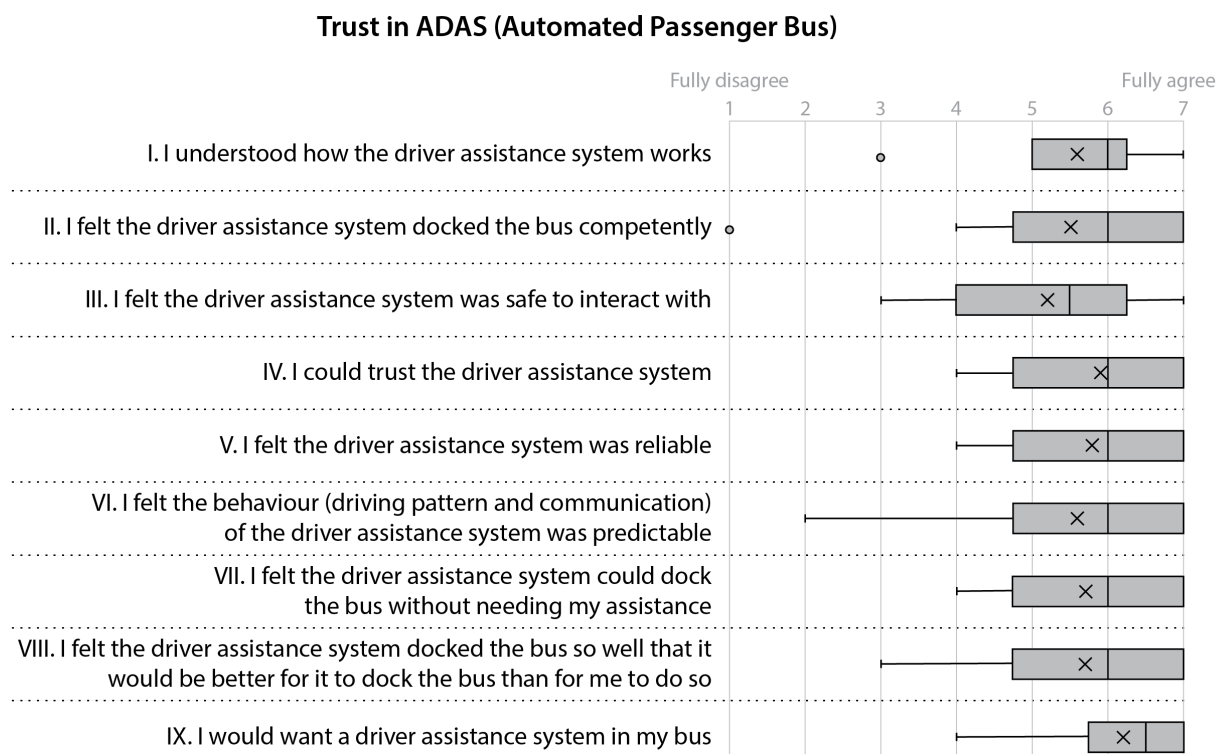 Trust in ADAS (Automated Passenger Bus)
Fully disagree Fully agree
1 2 3 4 5 6 7
I. I understood how the driver assistance system works
II. I felt the driver assistance system docked the bus competently
III. I felt the driver assistance system was safe to interact with
IV. I could trust the driver assistance system
V. I felt the driver assistance system was reliable
VI. I felt the behaviour (driving pattern and communication)
of the driver assistance system was predictable
VII. I felt the driver assistance system could dock
the bus without needing my assistance
VIII. I felt the driver assistance system docked the bus so well that it
would be better for it to dock the bus than for me to do so
IX. I would want a driver assistance system in my bus